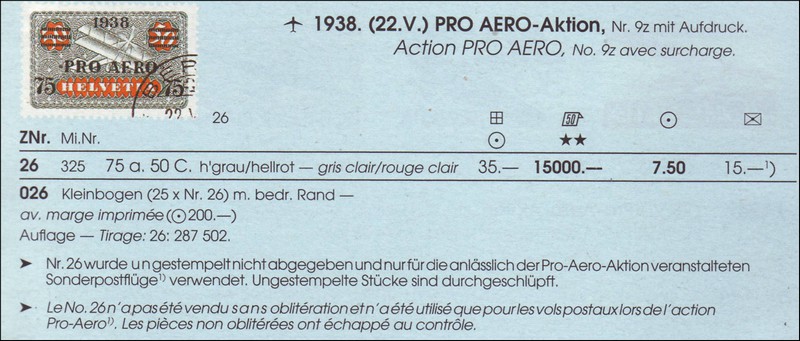 1938. (22.V.) PRO AERO-Aktion, Nr. 9z mit Aufdruck.
Action PRO AERO, No. 9z avec surcharge.
1938
PRO AERO
75 75
HELVETIA
26
50
ZNr. Mi.Nr.
★★
26 325 75 a. 50 C. h'grau/hellrot — gris clair/rouge clair 35.— 15000.— 7.50 15.—¹)
026 Kleinbogen (25 x Nr. 26) m. bedr. Rand —
av. marge imprimée (⊙200.—)
Auflage — Tirage: 26: 287 502.
➤ Nr. 26 wurde ungestempelt nicht abgegeben und nur für die anlässlich der Pro-Aero-Aktion veranstalteten
Sonderpostflüge¹⁾ verwendet. Ungestempelte Stücke sind durchgeschlüpft.
➤ Le No. 26 n'a pas été vendu sans oblitération et n'a été utilisé que pour les vols postaux lors de l'action
Pro-Aero¹⁾. Les pièces non oblitérées ont échappé au contrôle.